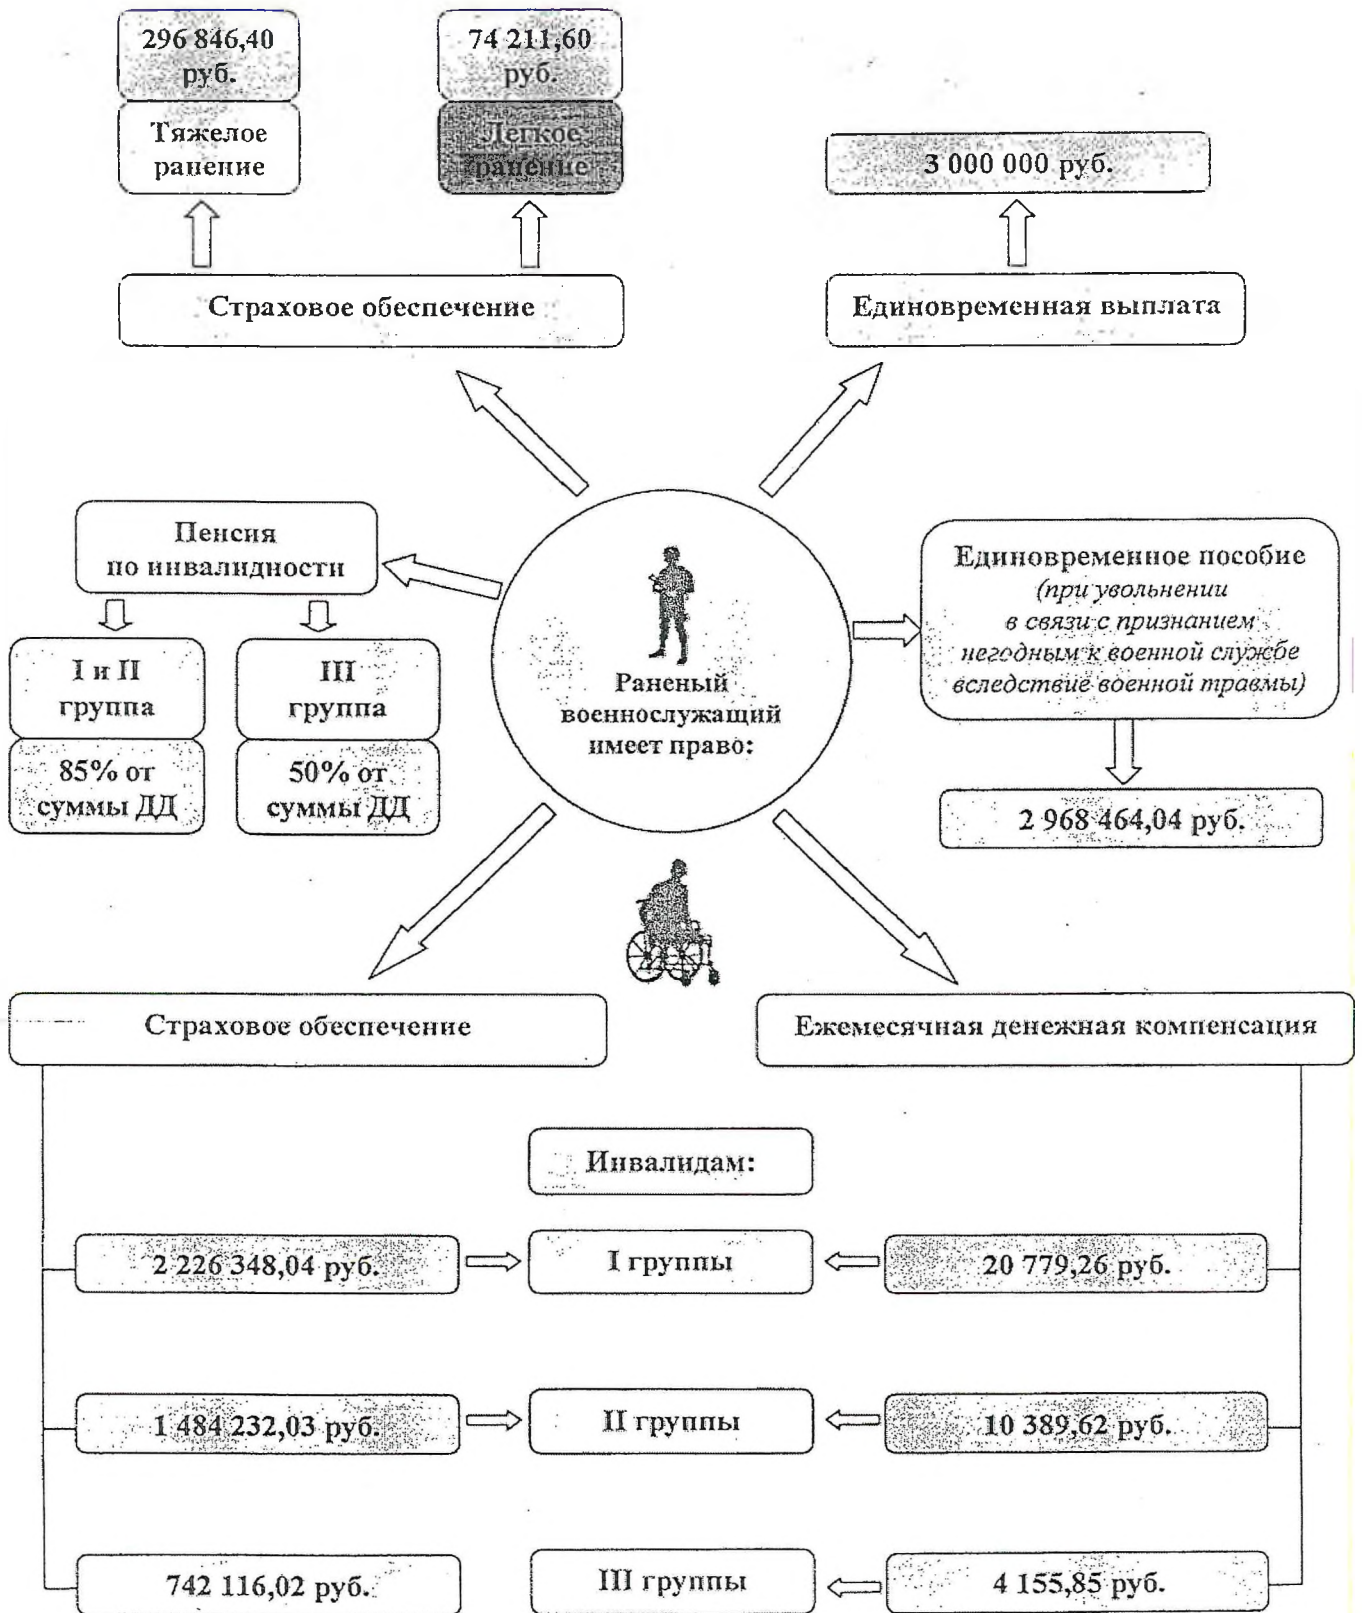 296 846,40
руб.
Тяжелое
ранение
74 211,60
руб.
Легкое
ранение
3 000 000 руб.
Страховое обеспечение
Единовременная выплата
Пенсия
по инвалидности
I и II
группа
85% от
суммы ДД
III
группа
50% от
суммы ДД
Раненый
военнослужащий
имеет право:
Единовременное пособие
(при увольнении
в связи с признанием
негодным к военной службе
вследствие военной травмы)
2 968 464,04 руб.
Страховое обеспечение
Ежемесячная денежная компенсация
Инвалидам:
2 226 348,04 руб.
I группы
20 779,26 руб.
1 484 232,03 руб.
II группы
10 389,62 руб.
742 116,02 руб.
III группы
4 155,85 руб.